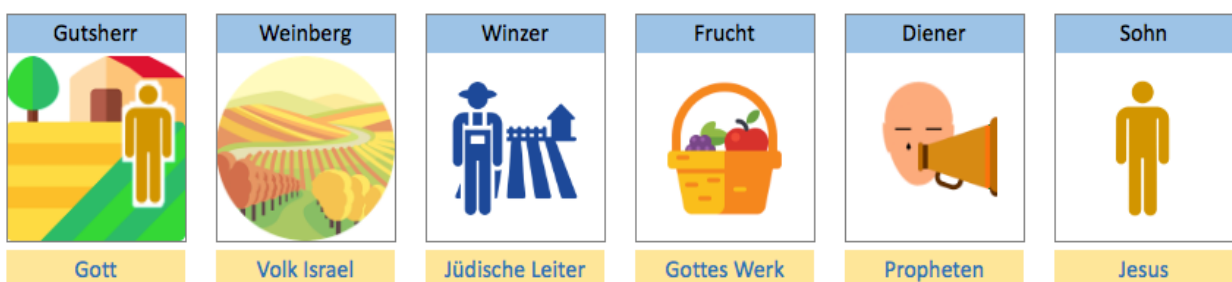 Gutsherr Weinberg Winzer Frucht Diener Sohn
Gott Volk Israel Jüdische Leiter Gottes Werk Propheten Jesus